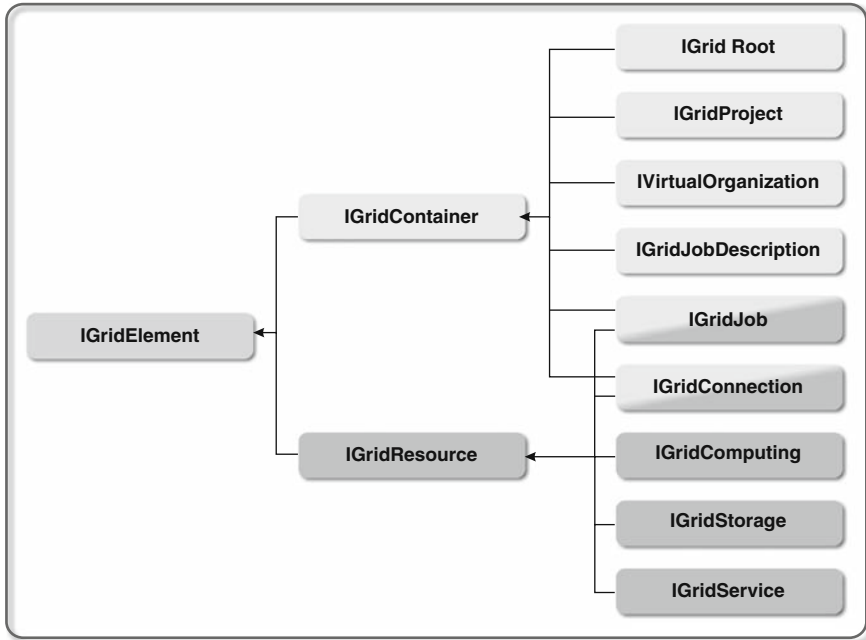 IGrid Root
IGridProject
IVirtualOrganization
IGridContainer
IGridJobDescription
IGridElement
IGridJob
IGridConnection
IGridResource
IGridComputing
IGridStorage
IGridService